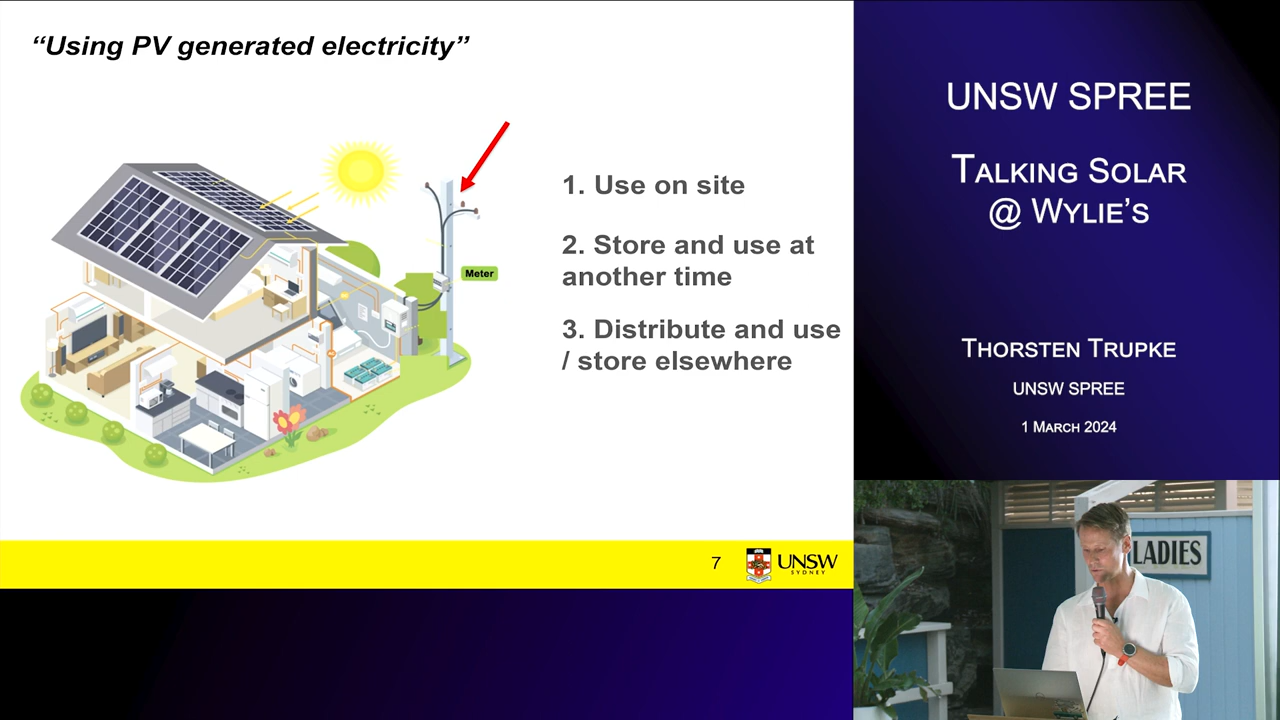 “Using PV generated electricity”
1. Use on site
2. Store and use at
another time
Meter
3. Distribute and use
/ store elsewhere
7
UNSW
SYDNEY
UNSW SPREE
Talking Solar
@ Wylie’s
Thorsten Trupke
UNSW SPREE
1 March 2024
LADIES